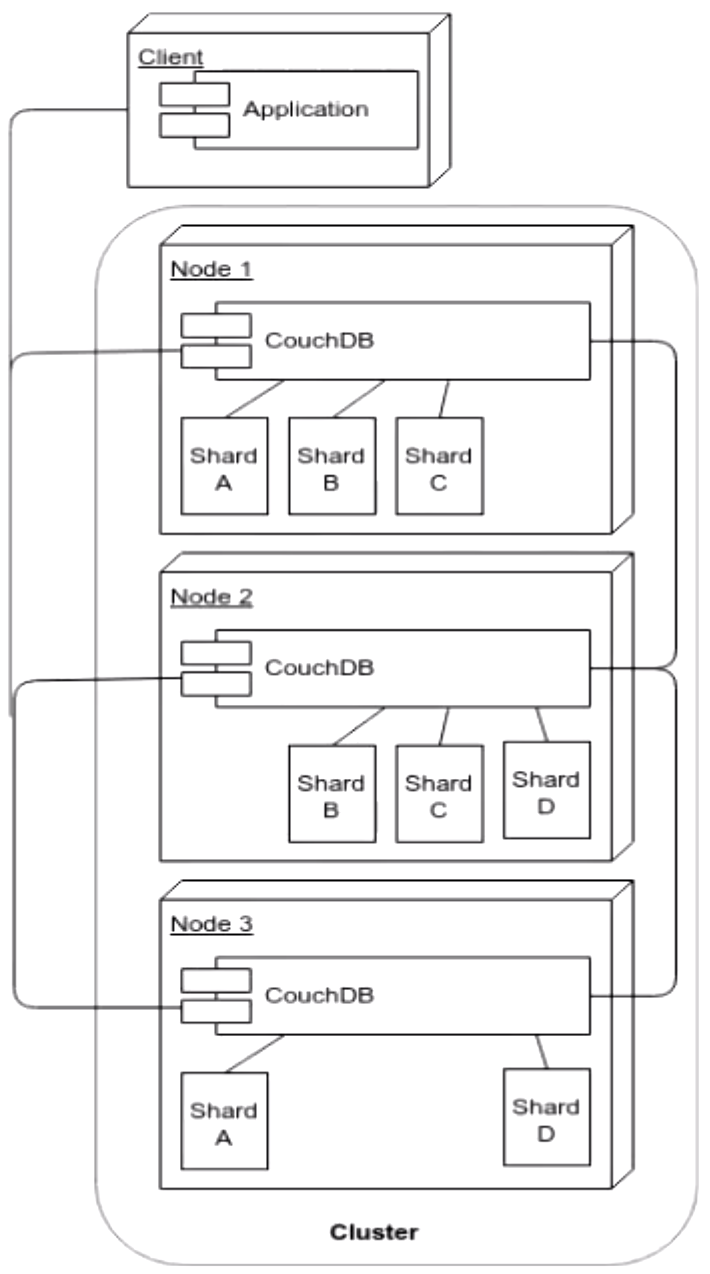 Client
Application
Node 1
CouchDB
Shard
A
Shard
B
Shard
C
Node 2
CouchDB
Shard
B
Shard
C
Shard
D
Node 3
CouchDB
Shard
A
Shard
D
Cluster